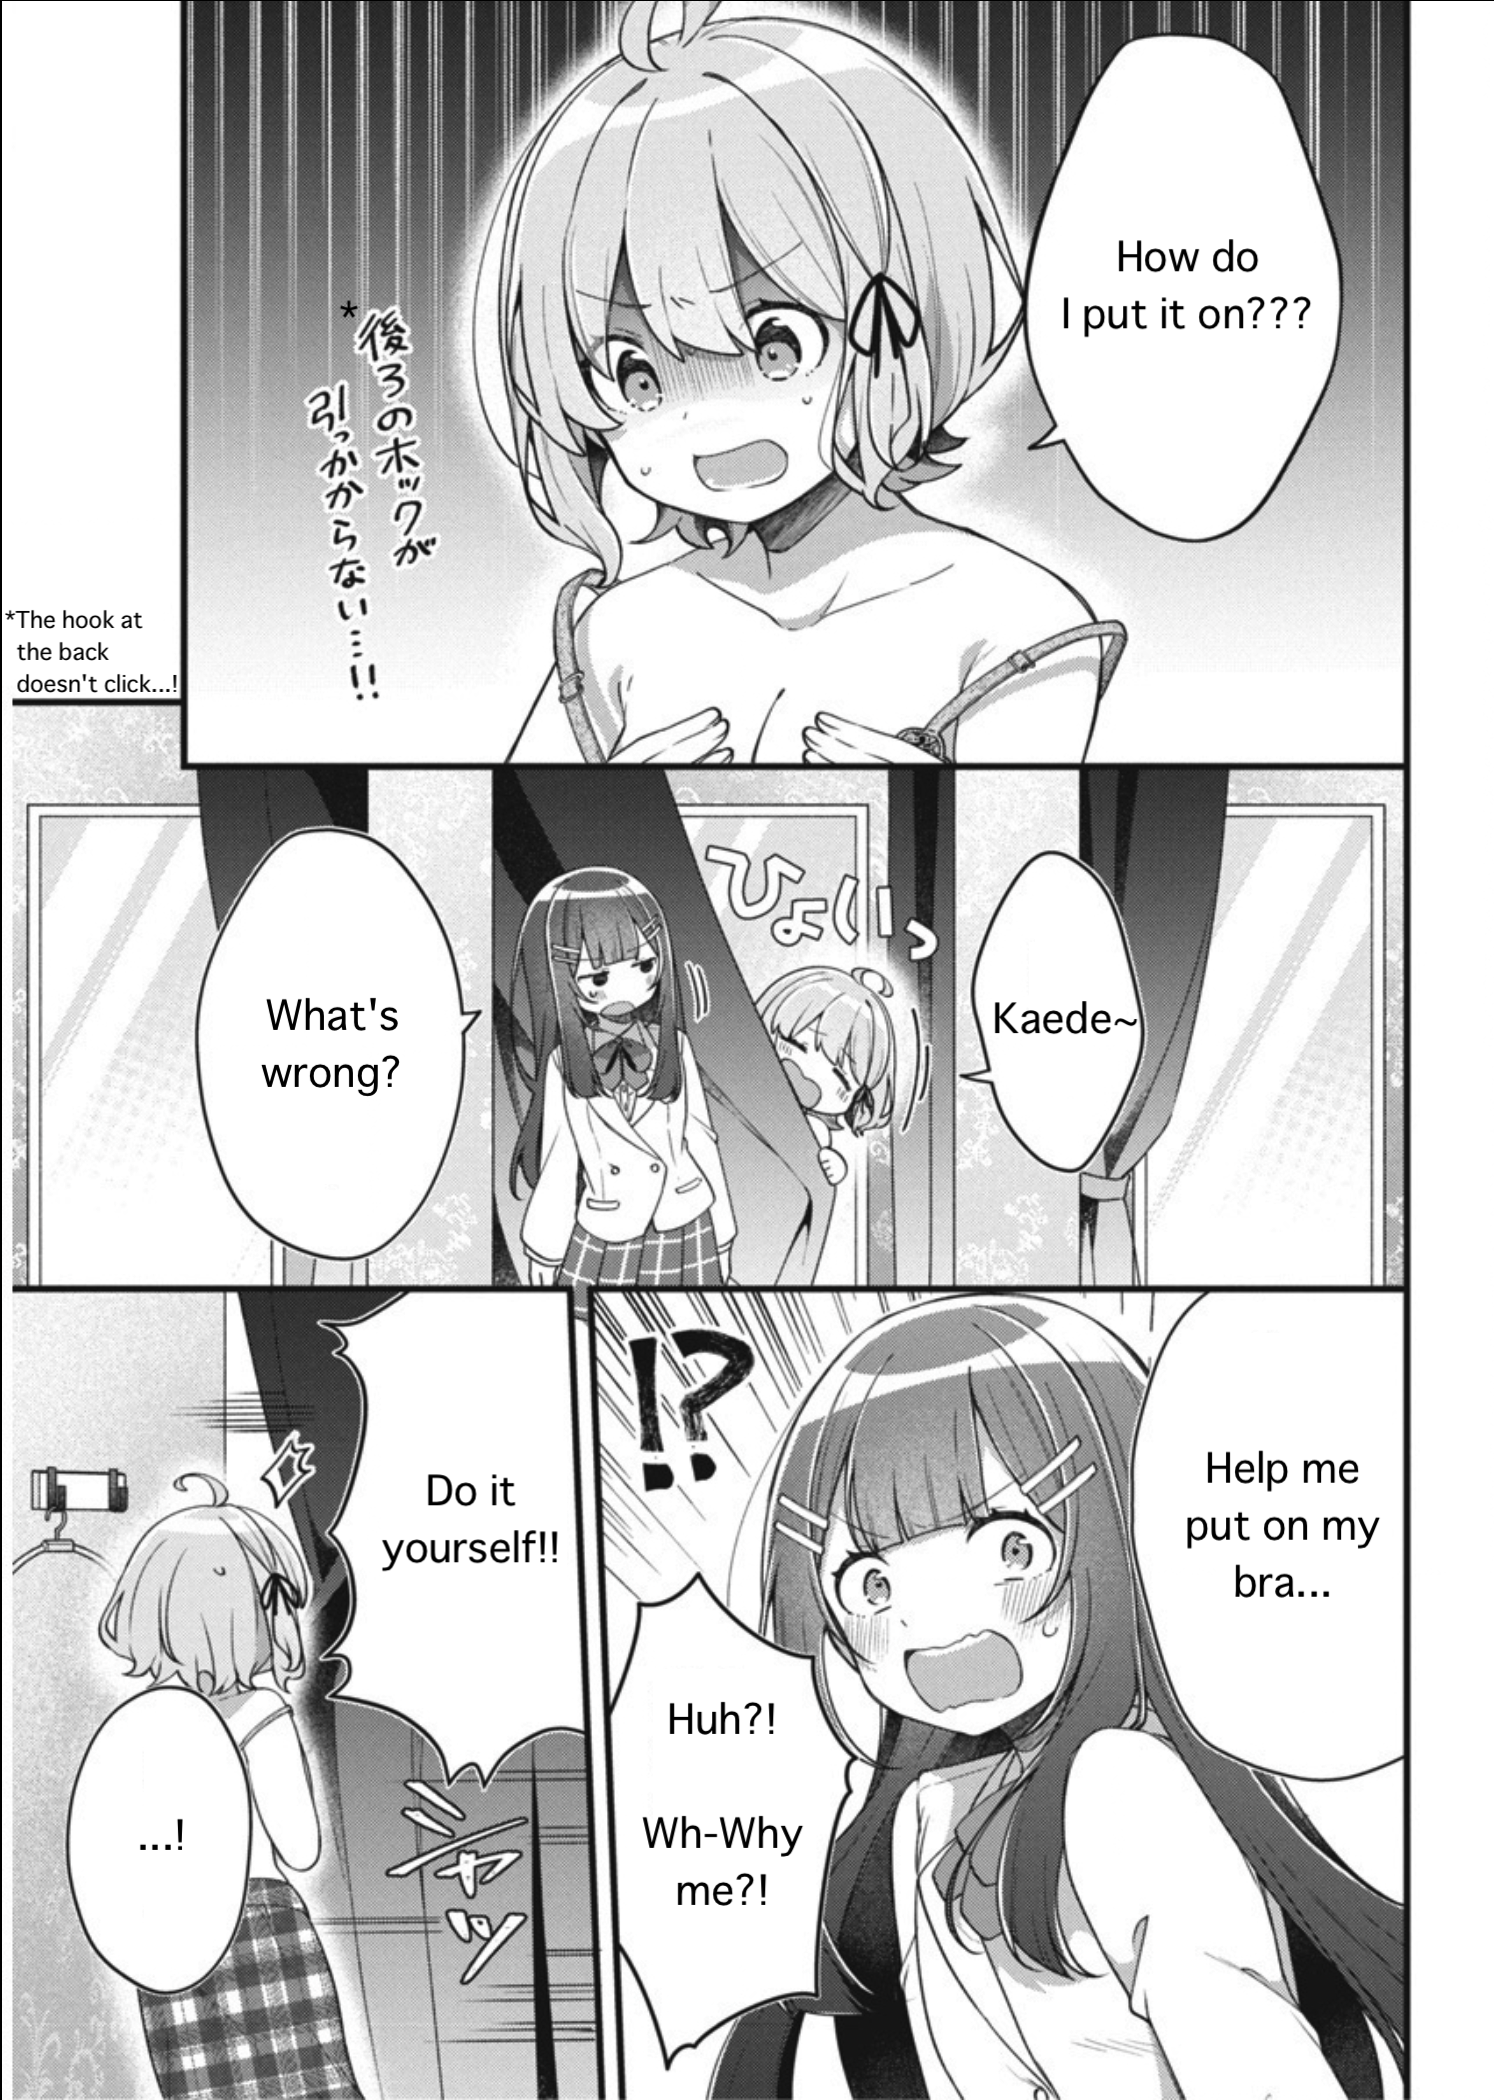 How do
I put it on???
*
後ろのホックが
引っかからない…!!
*The hook at
the back
doesn't click...!
Kaede~
ひょいっ
What's
wrong?
Help me
put on my
bra...
!?
Huh?!
Wh-Why
me?!
Do it
yourself!!
シャッ
...!